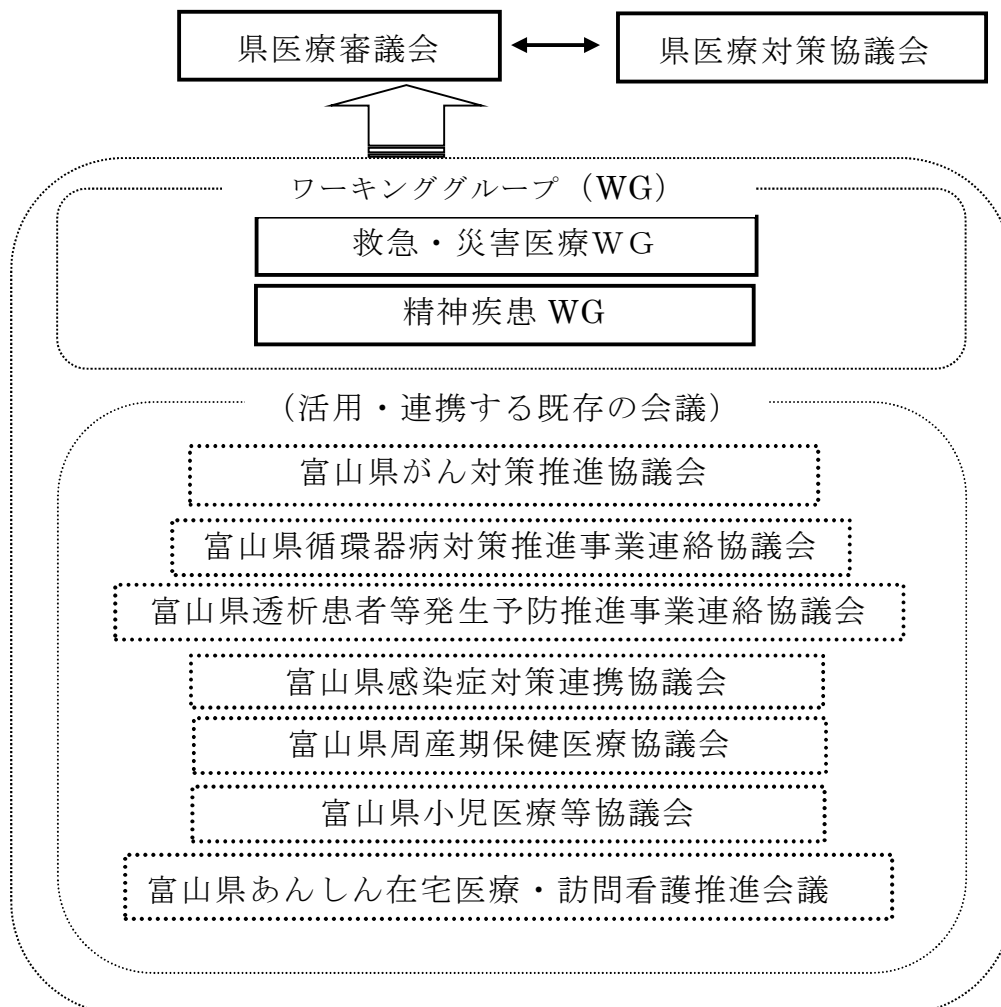 県医療審議会
県医療対策協議会
ワーキンググループ（WG）
救急・災害医療ＷＧ
精神疾患 WG
（活用・連携する既存の会議）
富山県がん対策推進協議会
富山県循環器病対策推進事業連絡協議会
富山県透析患者等発生予防推進事業連絡協議会
富山県感染症対策連携協議会
富山県周産期保健医療協議会
富山県小児医療等協議会
富山県あんしん在宅医療・訪問看護推進会議